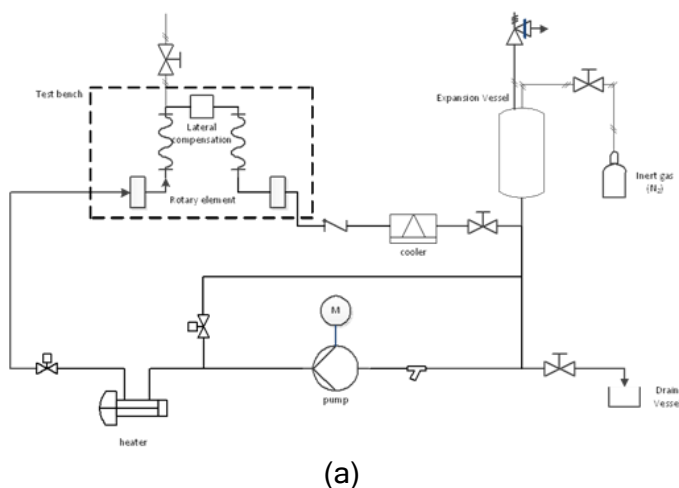 Test bench
Expansion Vessel
Lateral
compensation
Rotary element
Inert gas
(N₂)
cooler
M
pump
heater
Drain
Vesse
(a)